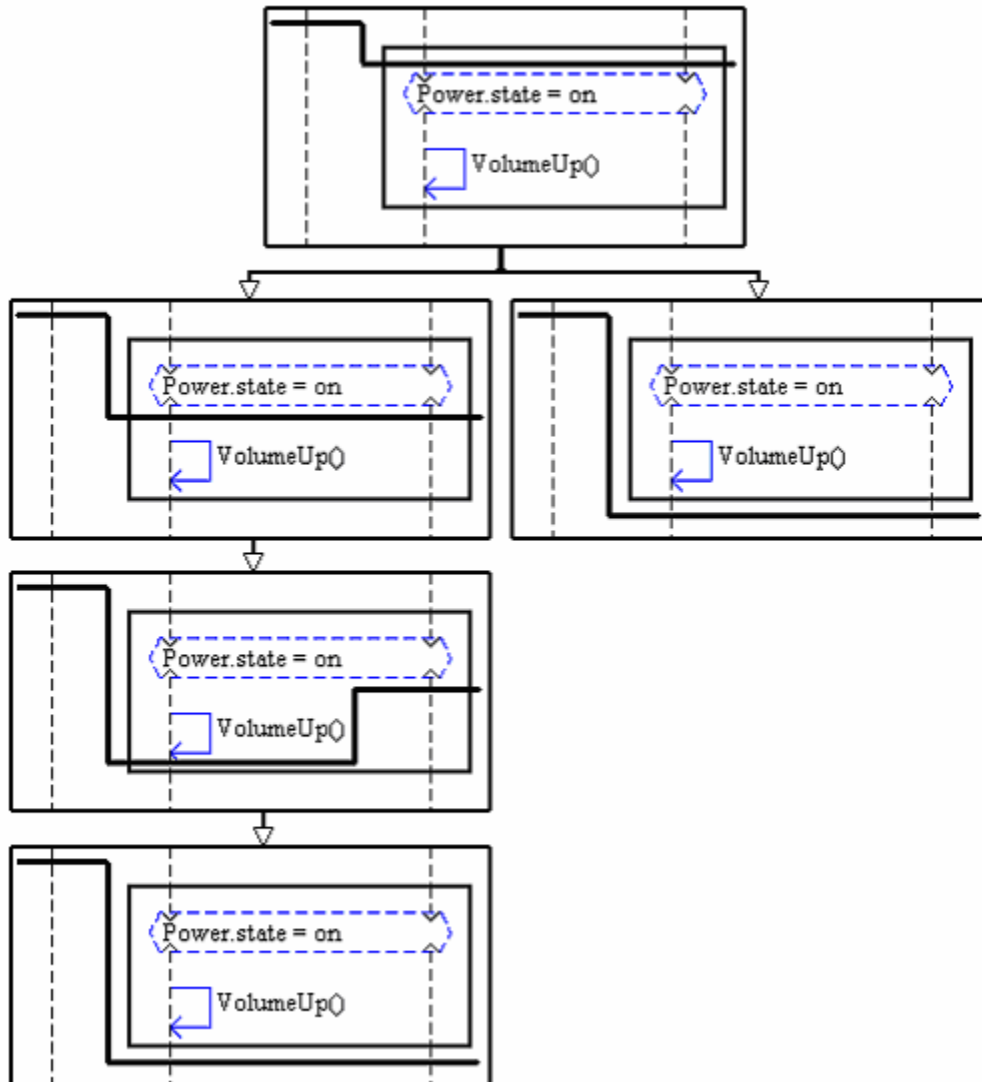 Power.state = on
VolumeUp()
Power.state = on
VolumeUp()
Power.state = on
VolumeUp()
Power.state = on
VolumeUp()
Power.state = on
VolumeUp()